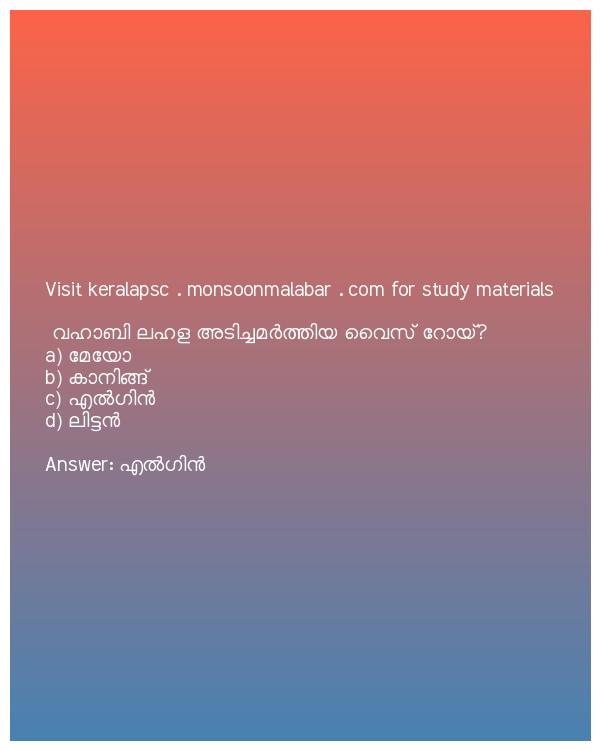 Visit keralapsc . monsoonmalabar . com for study materials
വഹാബി ലഹള അടിച്ചമർത്തിയ വൈസ് റോയ്?
a) മേയോ
b) കാനിങ്ങ്
c) എൽഗിൻ
d) ലിട്ടൻ
Answer: എൽഗിൻ